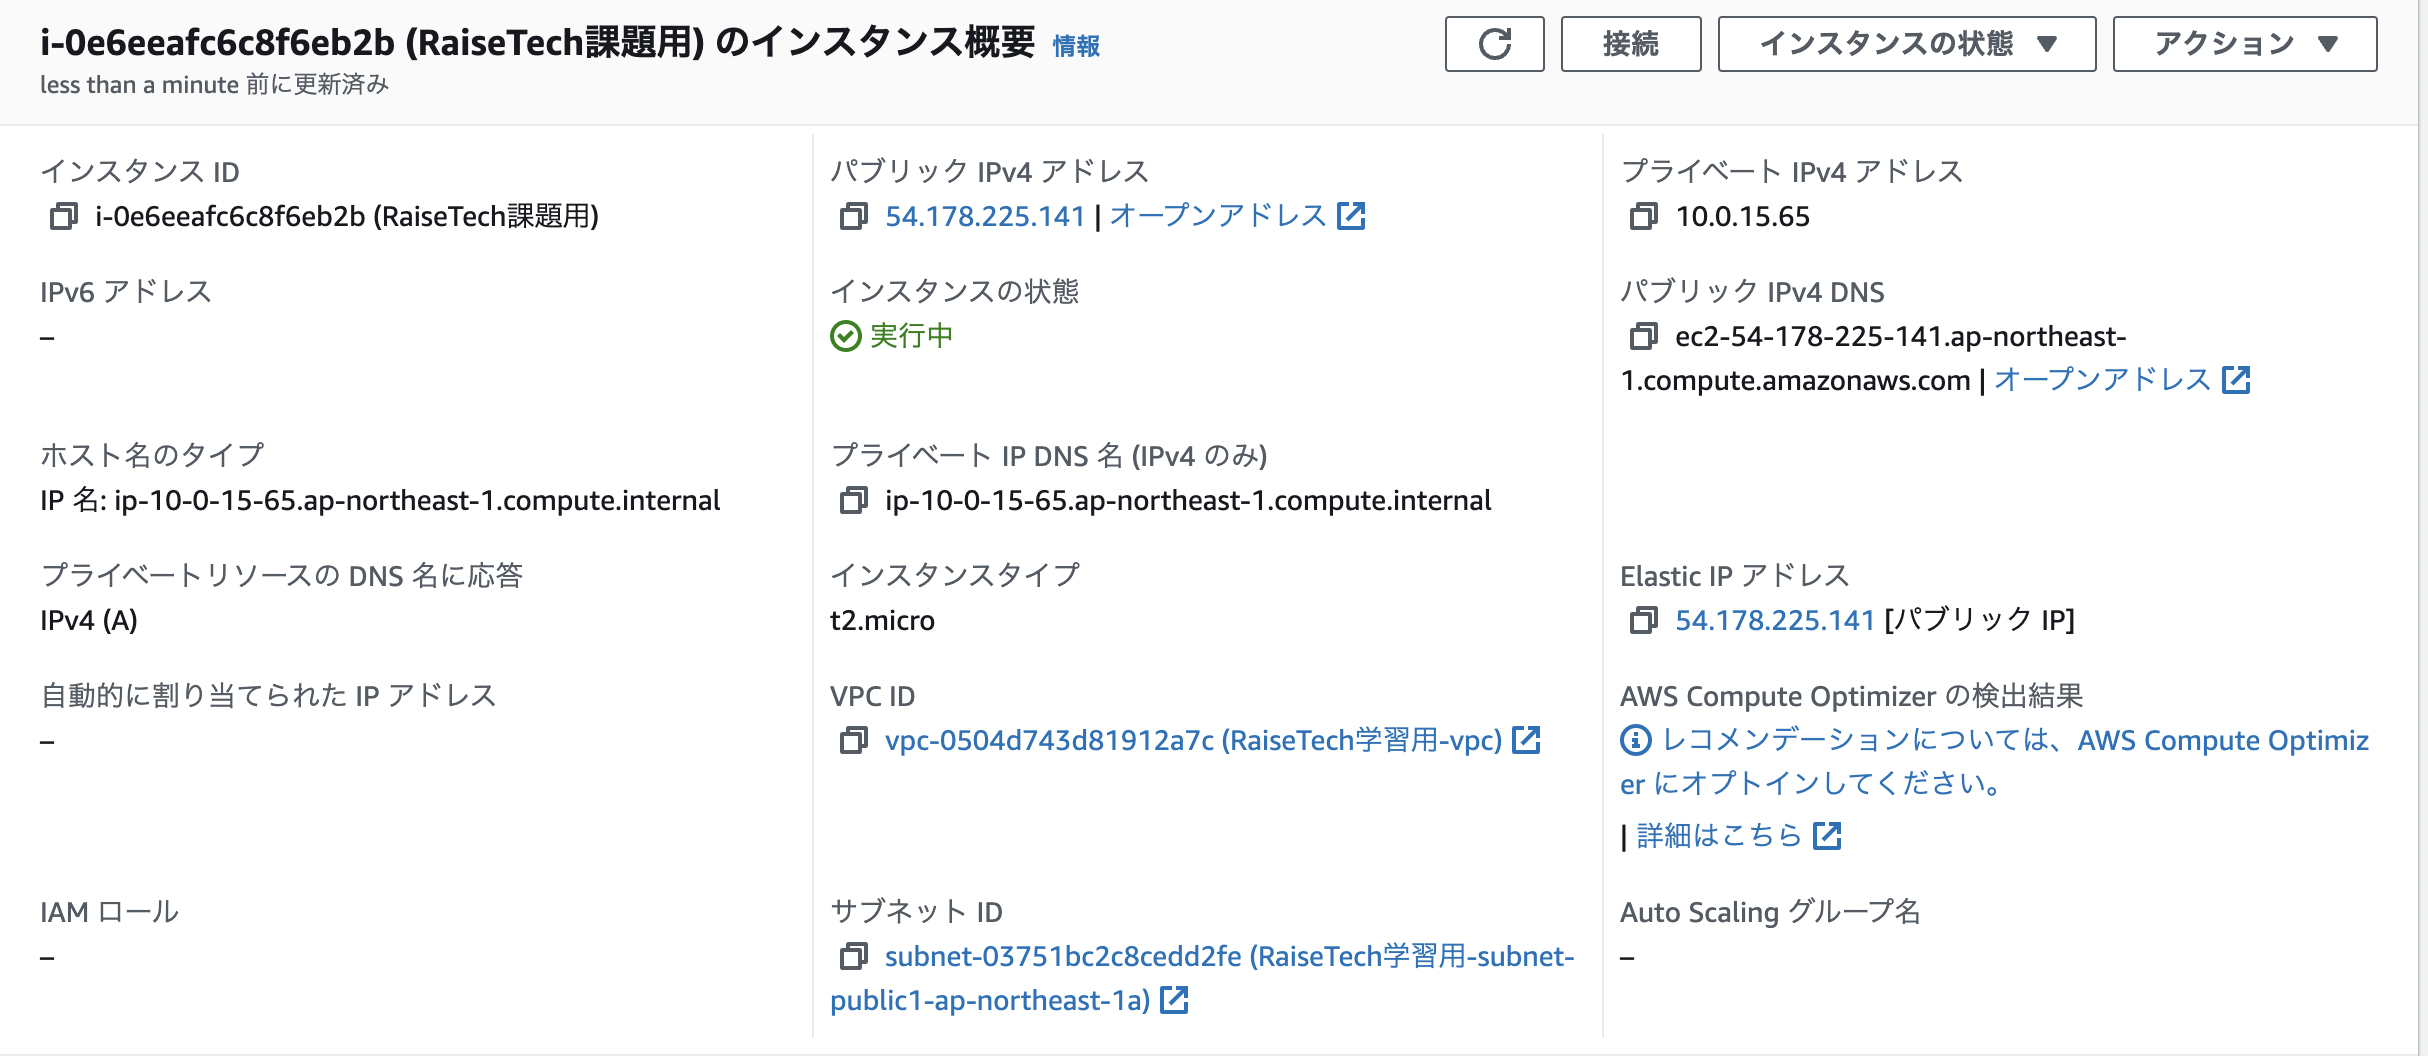 i-0e6eeafc6c8f6eb2b (RaiseTech課題用) のインスタンス概要 情報
less than a minute 前に更新済み
接続
インスタンスの状態 ▼
アクション ▼
インスタンス ID
i-0e6eeafc6c8f6eb2b (RaiseTech課題用)
パブリック IPv4 アドレス
54.178.225.141 | オープンアドレス
プライベート IPv4 アドレス
10.0.15.65
IPv6 アドレス
–
インスタンスの状態
実行中
パブリック IPv4 DNS
ec2-54-178-225-141.ap-northeast-
1.compute.amazonaws.com | オープンアドレス
ホスト名のタイプ
IP 名: ip-10-0-15-65.ap-northeast-1.compute.internal
プライベート IP DNS 名 (IPv4 のみ)
ip-10-0-15-65.ap-northeast-1.compute.internal
プライベートリソースの DNS 名に応答
IPv4 (A)
インスタンスタイプ
t2.micro
Elastic IP アドレス
54.178.225.141 [パブリック IP]
自動的に割り当てられた IP アドレス
–
VPC ID
vpc-0504d743d81912a7c (RaiseTech学習用-vpc)
AWS Compute Optimizer の検出結果
レコメンデーションについては、AWS Compute Optimiz
er にオプトインしてください。
| 詳細はこちら
IAM ロール
–
サブネット ID
subnet-03751bc2c8cedd2fe (RaiseTech学習用-subnet-
public1-ap-northeast-1a)
Auto Scaling グループ名
–